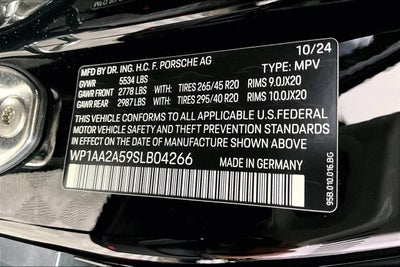 10/24
MFD BY DR. ING. H.C. F. PORSCHE AG
GVWR 5534 LBS TYPE: MPV
GAWR FRONT 2778 LBS WITH TIRES 265/45 R20 RIMS 9.0JX20
GAWR REAR 2987 LBS WITH TIRES 295/40 R20 RIMS 10.0JX20
THIS VEHICLE CONFORMS TO ALL APPLICABLE U.S.FEDERAL
MOTOR VEHICLE SAFETY AND THEFT PREVENTION STANDARDS
IN EFFECT ON THE DATE OF MANUFACTURE SHOWN ABOVE
WP1AA2A59SLB04266 MADE IN GERMANY
95B.010.016.BG